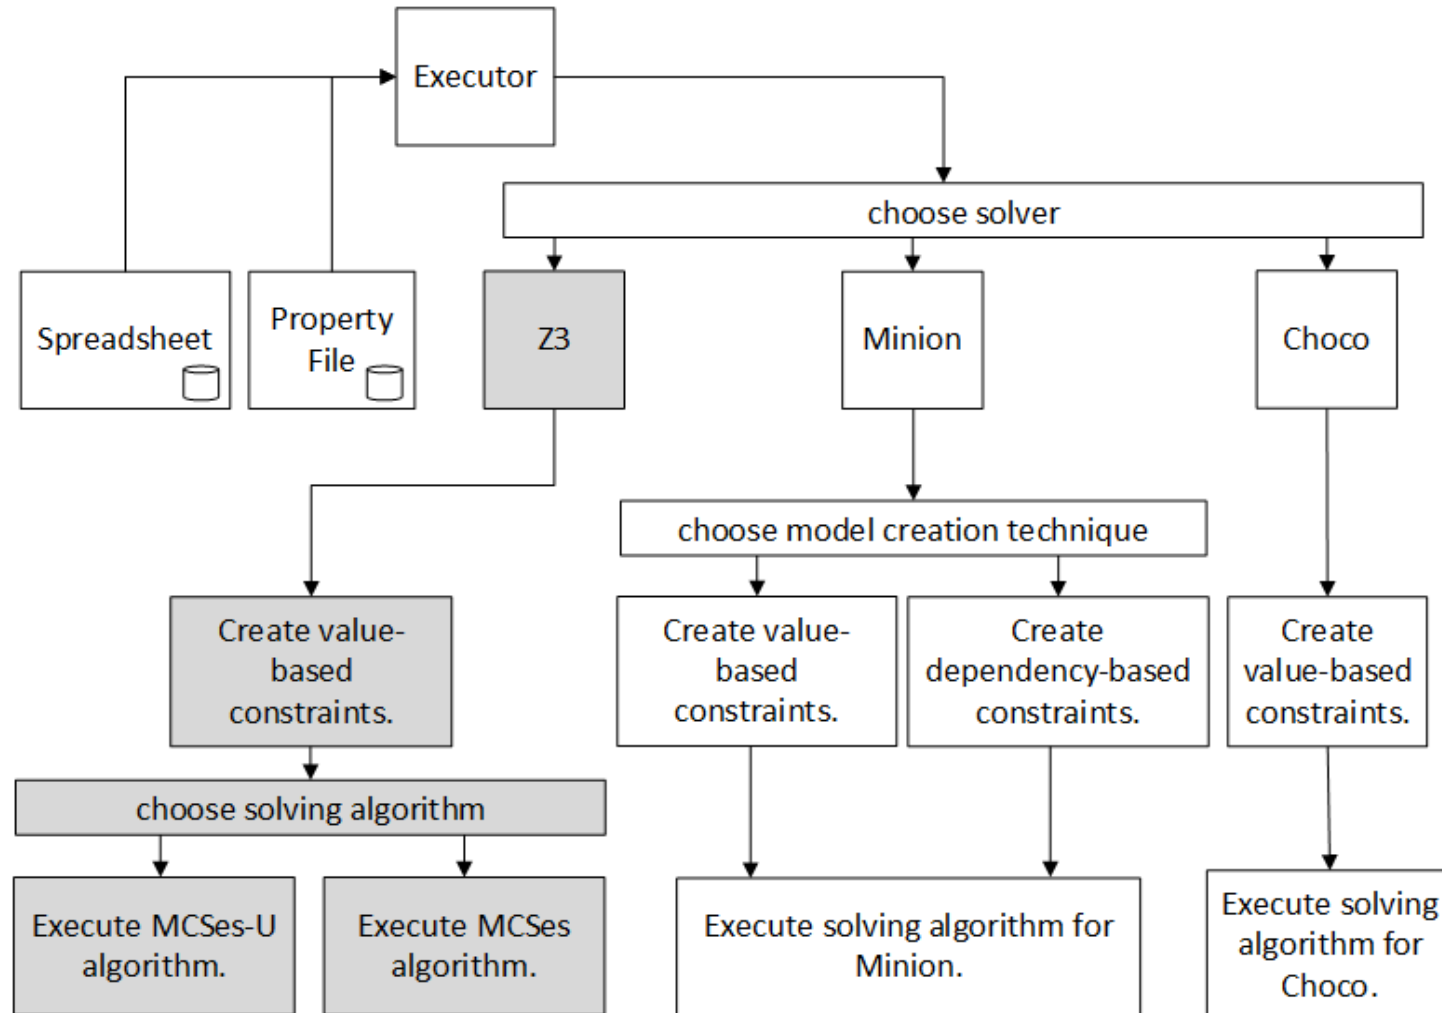 Executor
choose solver
Spreadsheet
Property
File
Z3
Minion
Choco
choose model creation technique
Create value-
based
constraints.
Create value-
based
constraints.
Create
dependency-based
constraints.
Create
value-based
constraints.
choose solving algorithm
Execute MCSes-U
algorithm.
Execute MCSes
algorithm.
Execute solving algorithm for
Minion.
Execute solving
algorithm for
Choco.